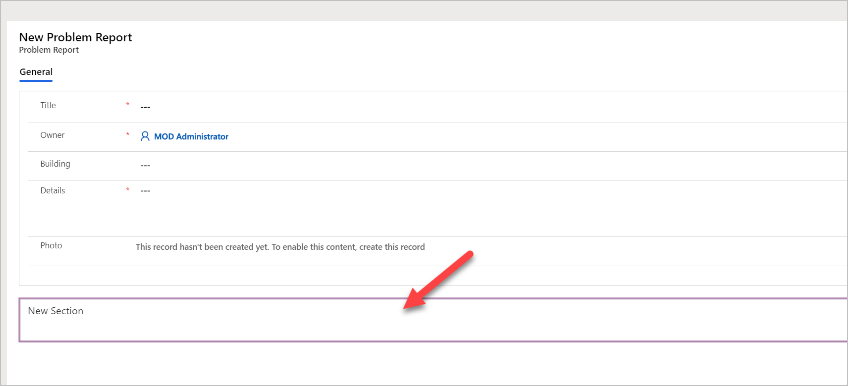 New Problem Report
Problem Report
General
Title * ---
Owner * MOD Administrator
Building ---
Details * ---
Photo This record hasn't been created yet. To enable this content, create this record
New Section